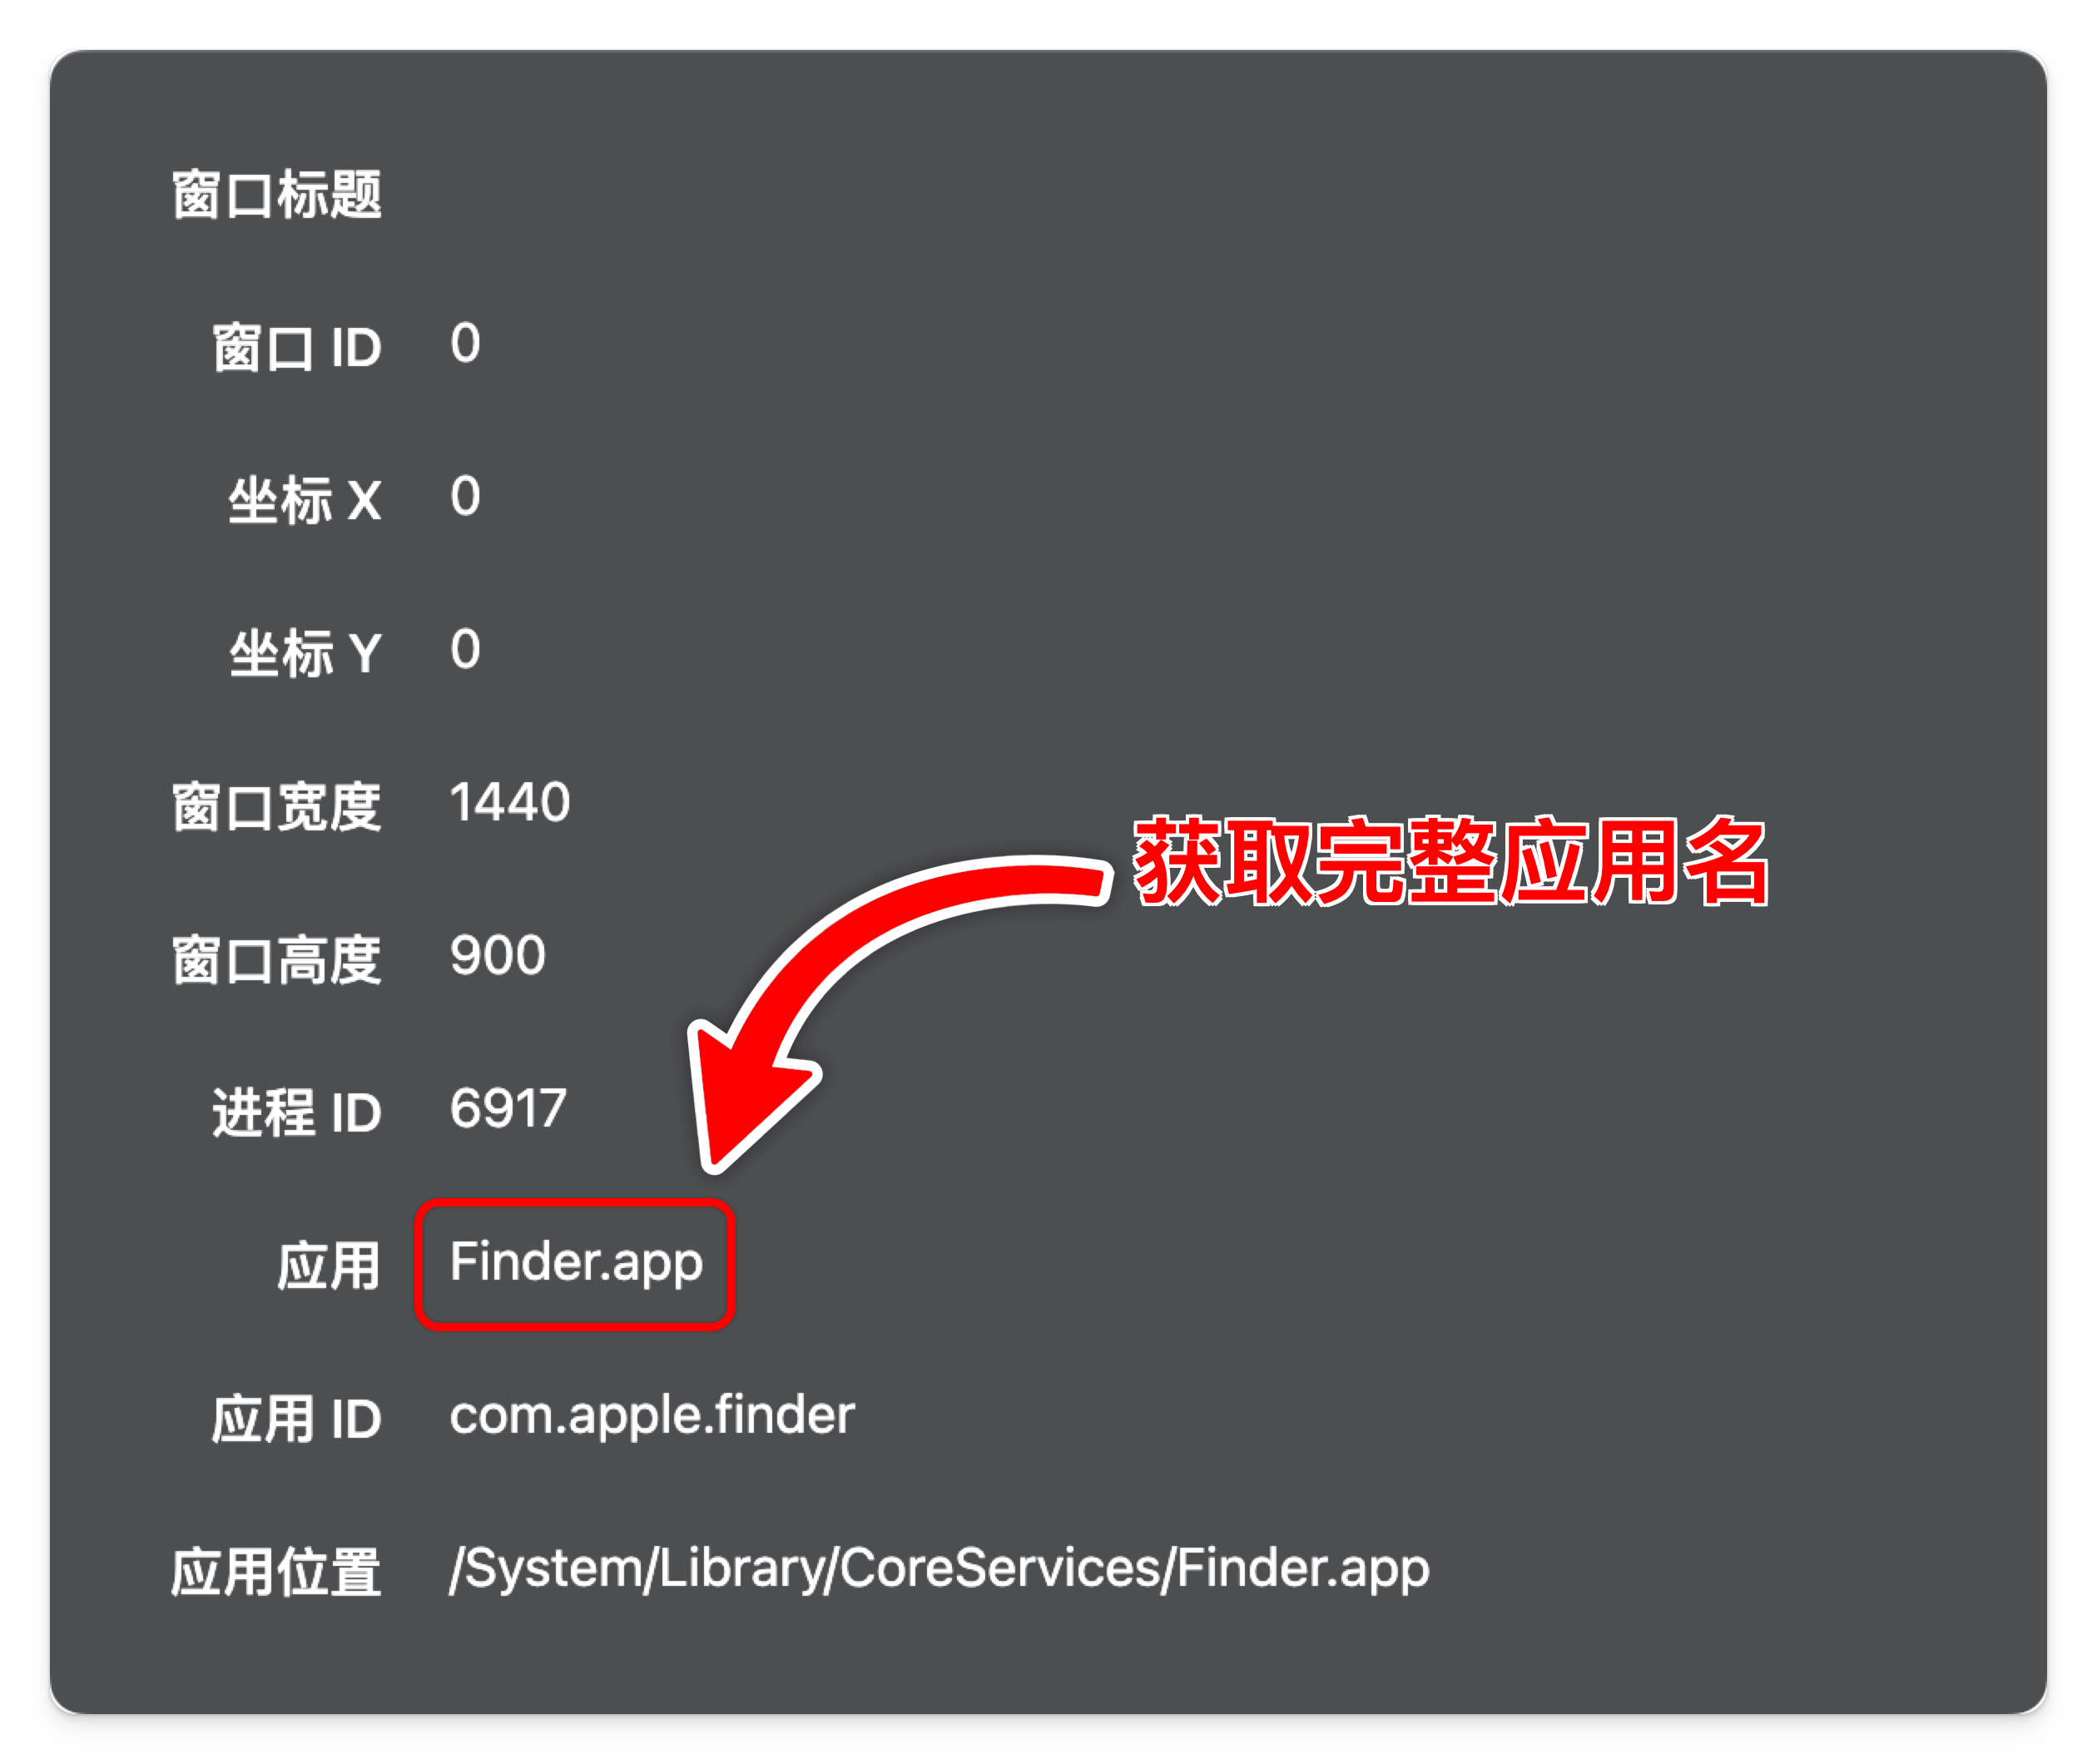 窗口标题
窗口 ID 0
坐标 X 0
坐标 Y 0
窗口宽度 1440
获取完整应用名
窗口高度 900
进程 ID 6917
应用 Finder.app
应用 ID com.apple.finder
应用位置 /System/Library/CoreServices/Finder.app